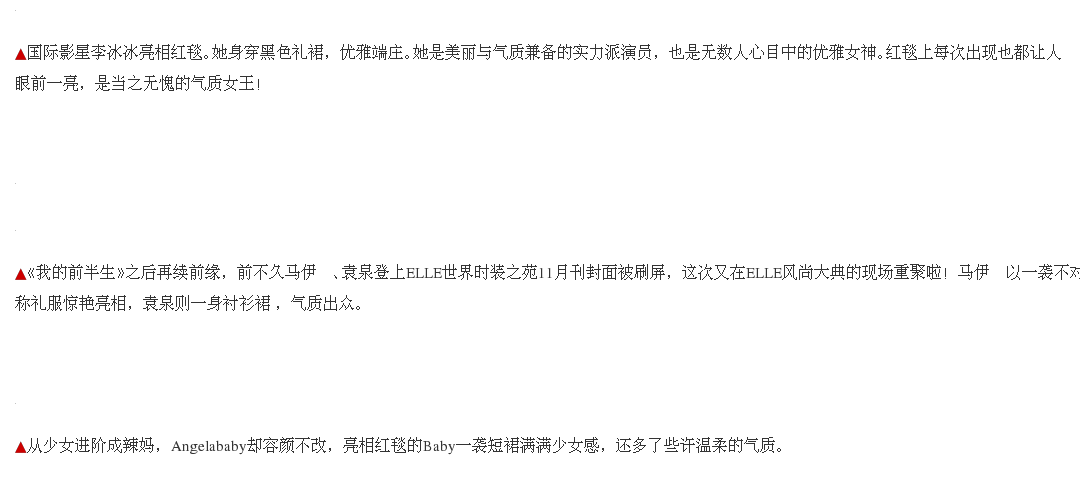 ▲国际影星李冰冰亮相红毯。她身穿黑色礼裙，优雅端庄。她是美丽与气质兼备的实力派演员，也是无数人心目中的优雅女神。红毯上每次出现也都让人
眼前一亮，是当之无愧的气质女王！
▲《我的前半生》之后再续前缘，前不久马伊　、袁泉登上ELLE世界时装之苑11月刊封面被刷屏，这次又在ELLE风尚大典的现场重聚啦！马伊　以一袭不对
称礼服惊艳亮相，袁泉则一身衬衫裙 ，气质出众。
▲从少女进阶成辣妈，Angelababy却容颜不改，亮相红毯的Baby一袭短裙满满少女感，还多了些许温柔的气质。